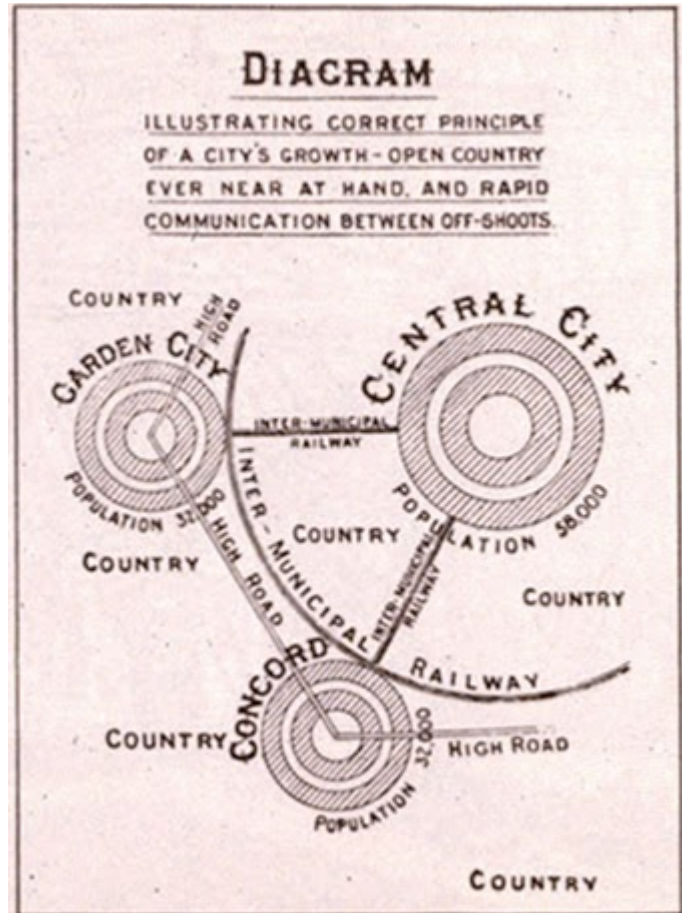 DIAGRAM
ILLUSTRATING CORRECT PRINCIPLE
OF A CITY'S GROWTH - OPEN COUNTRY
EVER NEAR AT HAND, AND RAPID
COMMUNICATION BETWEEN OFF-SHOOTS.
COUNTRY
HIGH
ROAD
GARDEN CITY
POPULATION 32,000
CENTRAL CITY
POPULATION 58,000
INTER-MUNICIPAL
RAILWAY
INTER-MUNICIPAL RAILWAY
COUNTRY
COUNTRY
HIGH ROAD
INTER-MUNICIPAL
RAILWAY
COUNTRY
CONCORD
POPULATION 32,000
COUNTRY
HIGH ROAD
COUNTRY